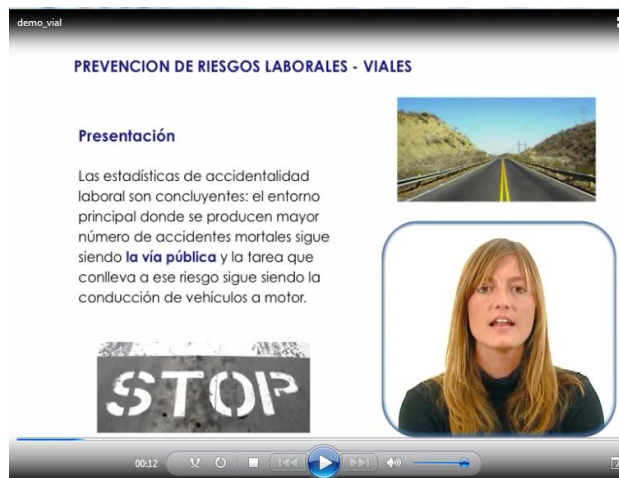 demo_vial
PREVENCION DE RIESGOS LABORALES - VIALES
Presentación
Las estadísticas de accidentalidad
laboral son concluyentes: el entorno
principal donde se producen mayor
número de accidentes mortales sigue
siendo la vía pública y la tarea que
conlleva a ese riesgo sigue siendo la
conducción de vehículos a motor.
STOP
00:12